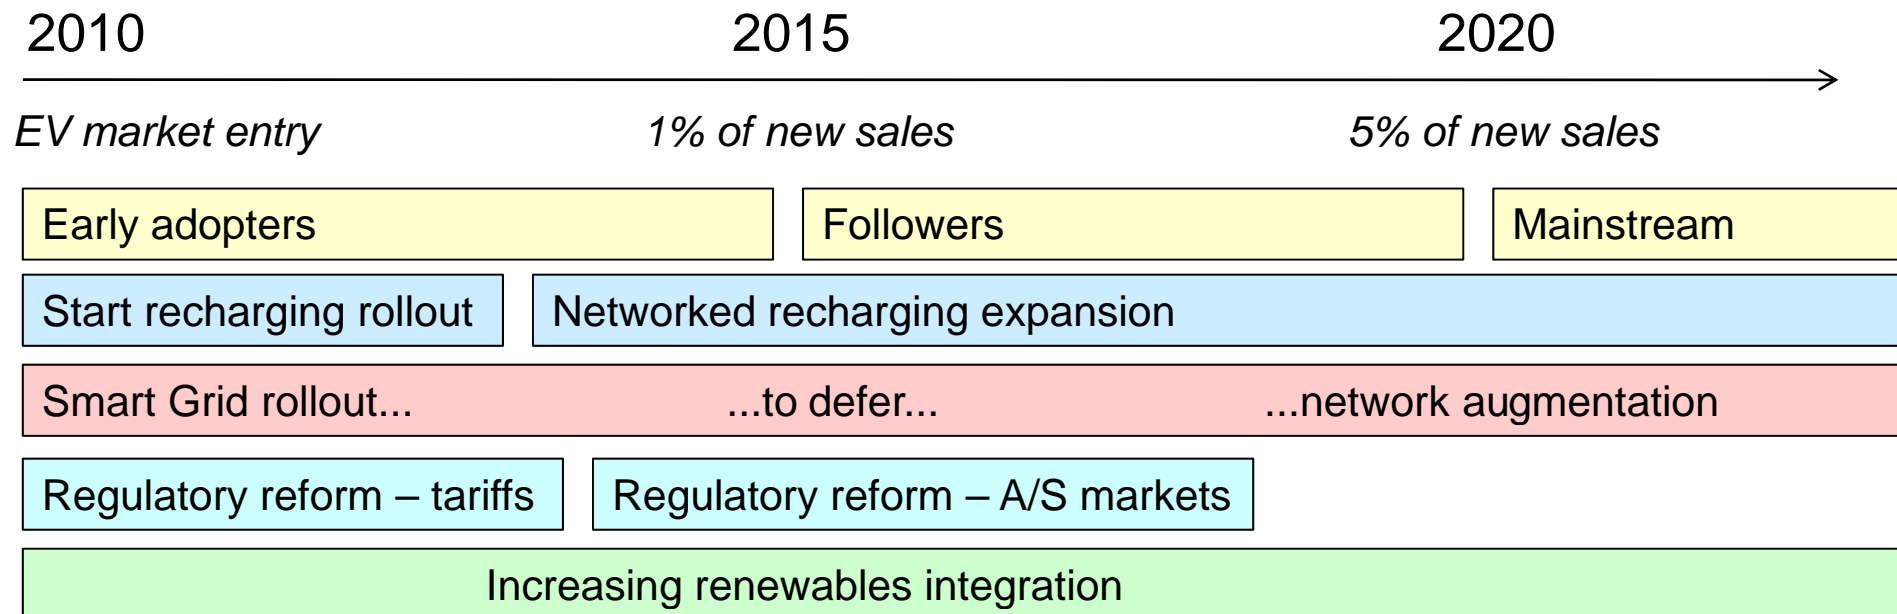 2010 2015 2020
EV market entry 1% of new sales 5% of new sales
Early adopters Followers Mainstream
Start recharging rollout Networked recharging expansion
Smart Grid rollout... ...to defer... ...network augmentation
Regulatory reform – tariffs Regulatory reform – A/S markets
Increasing renewables integration